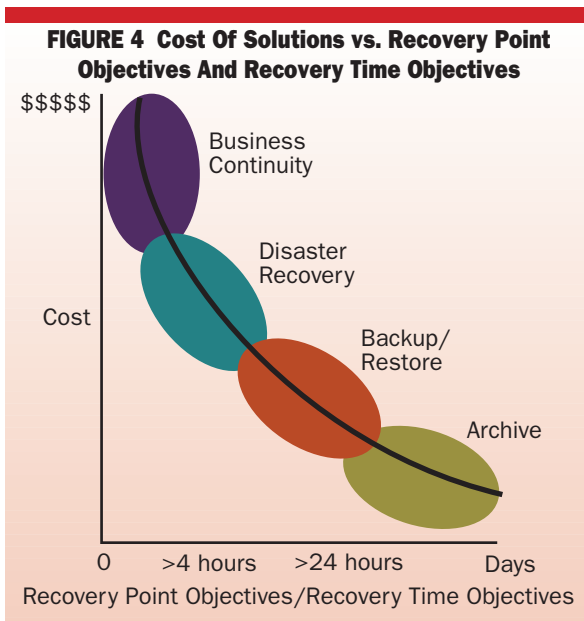 FIGURE 4 Cost Of Solutions vs. Recovery Point
Objectives And Recovery Time Objectives
$$$$$
Business
Continuity
Disaster
Recovery
Cost
Backup/
Restore
Archive
0 >4 hours >24 hours Days
Recovery Point Objectives/Recovery Time Objectives